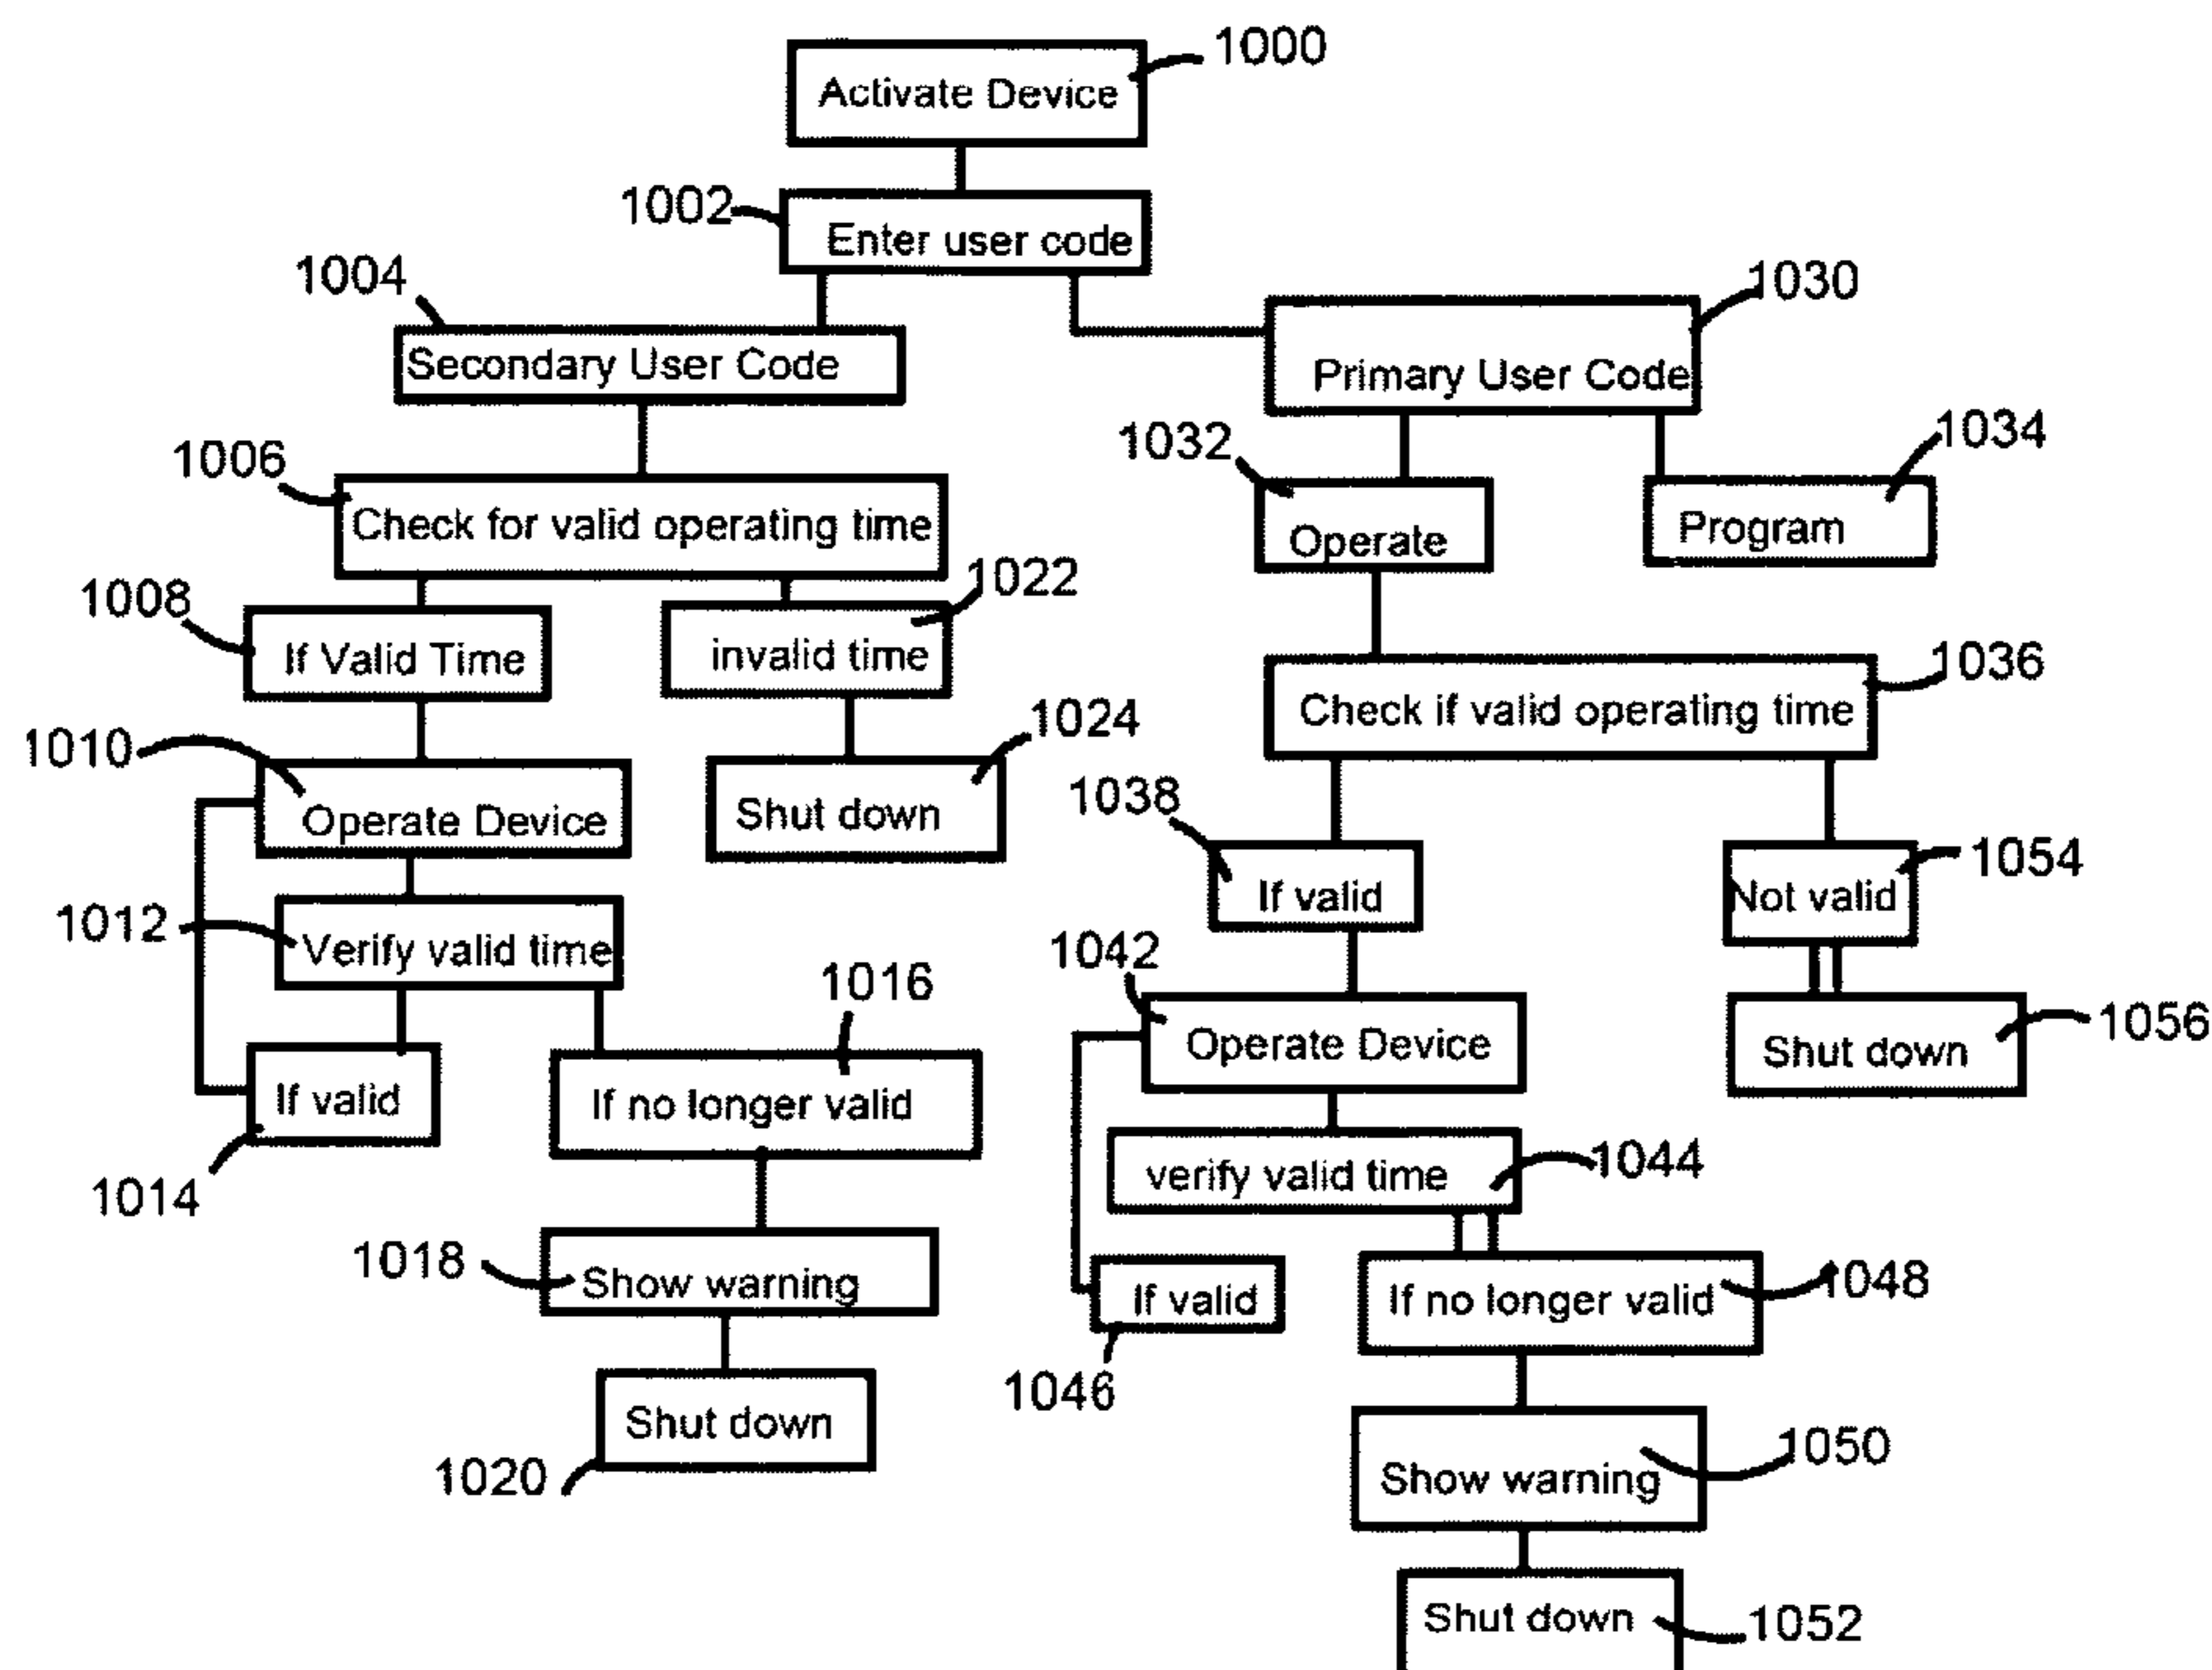 1000
Activate Device
1002
Enter user code
1004
1030
Secondary User Code
Primary User Code
1006
1032
1034
Check for valid operating time
Operate
Program
1008
1022
If Valid Time
invalid time
1036
Check if valid operating time
1010
1024
Operate Device
Shut down
1038
1054
If valid
Not valid
1012
Verify valid time
1016
1042
Operate Device
1056
Shut down
If valid
If no longer valid
1014
verify valid time
1044
1018
Show warning
If valid
If no longer valid
1048
1046
Shut down
1020
1050
Show warning
Shut down
1052